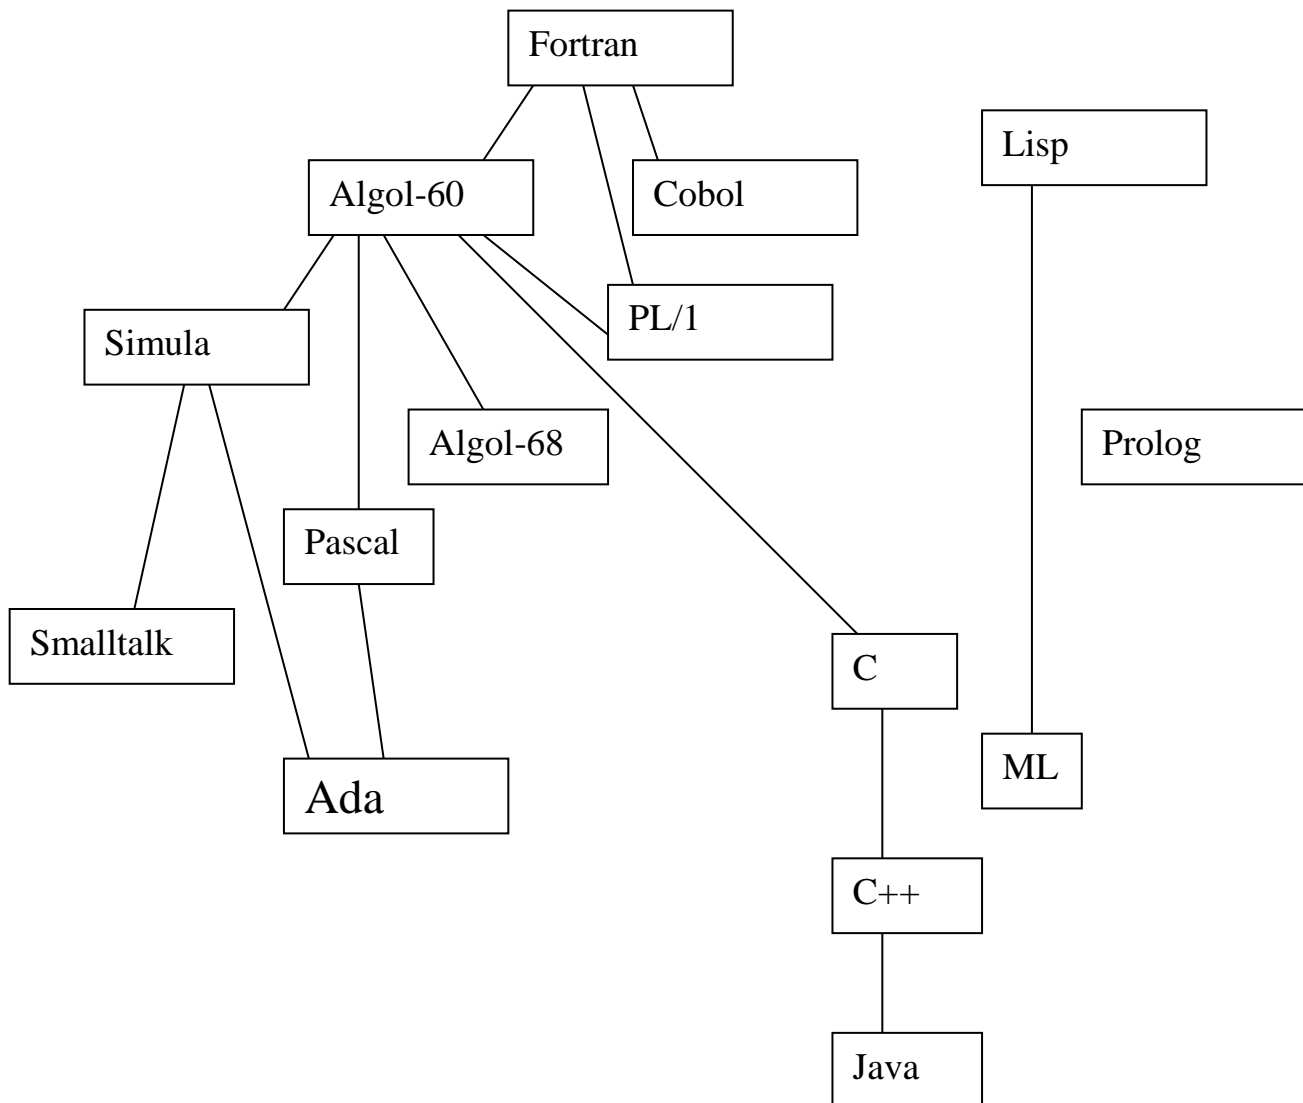 Fortran
Lisp
Algol-60
Cobol
PL/1
Simula
Algol-68
Prolog
Pascal
Smalltalk
C
ML
Ada
C++
Java